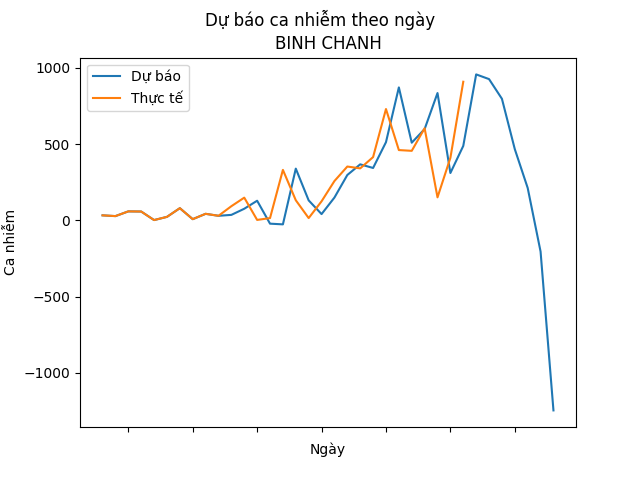 Dự báo ca nhiễm theo ngày
BINH CHANH
Dự báo
Thực tế
1000
500
0
−500
−1000
Ca nhiễm
Ngày